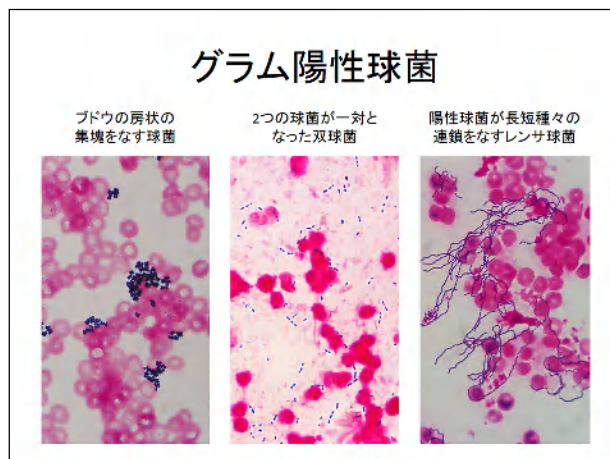 グラム陽性球菌
ブドウの房状の
集塊をなす球菌
2つの球菌が一対と
なった双球菌
陽性球菌が長短種々の
連鎖をなすレンサ球菌